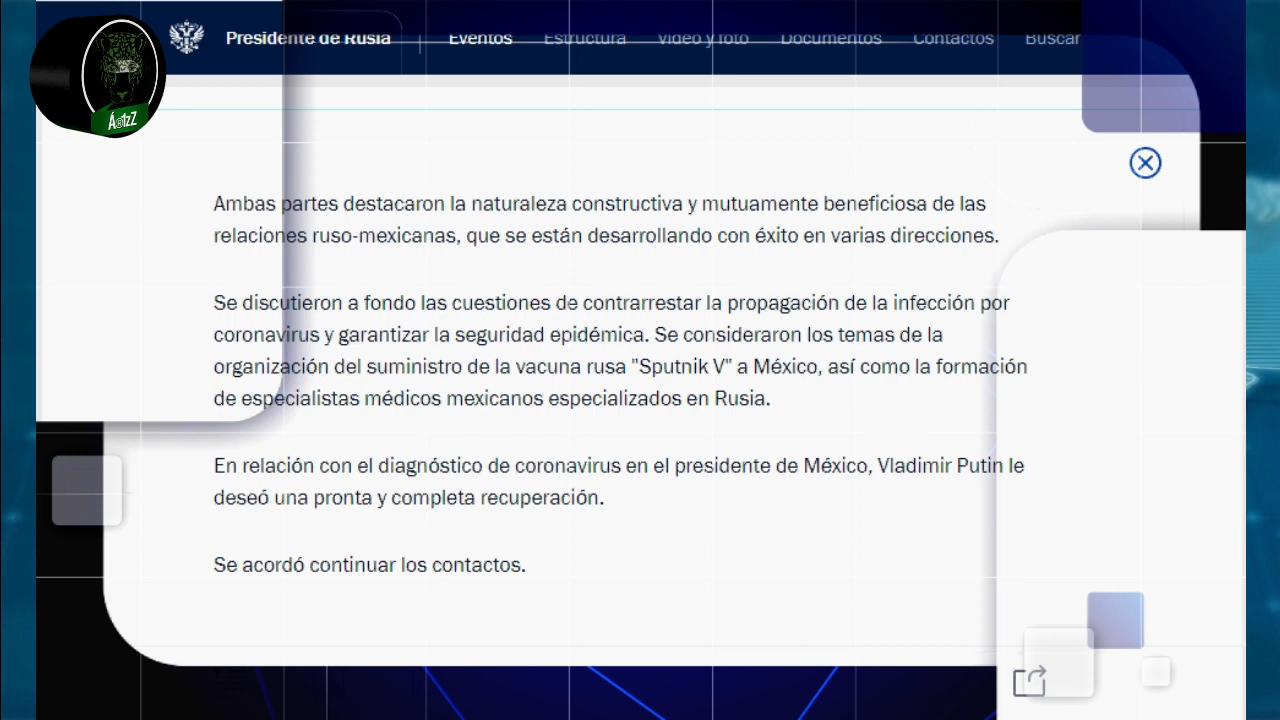 Presidente de Rusia
Eventos
Estructura
Video y foto
Documentos
Contactos
Buscar
A@tzZ
Ambas partes destacaron la naturaleza constructiva y mutuamente beneficiosa de las
relaciones ruso-mexicanas, que se están desarrollando con éxito en varias direcciones.
Se discutieron a fondo las cuestiones de contrarrestar la propagación de la infección por
coronavirus y garantizar la seguridad epidémica. Se consideraron los temas de la
organización del suministro de la vacuna rusa "Sputnik V" a México, así como la formación
de especialistas médicos mexicanos especializados en Rusia.
En relación con el diagnóstico de coronavirus en el presidente de México, Vladimir Putin le
deseó una pronta y completa recuperación.
Se acordó continuar los contactos.